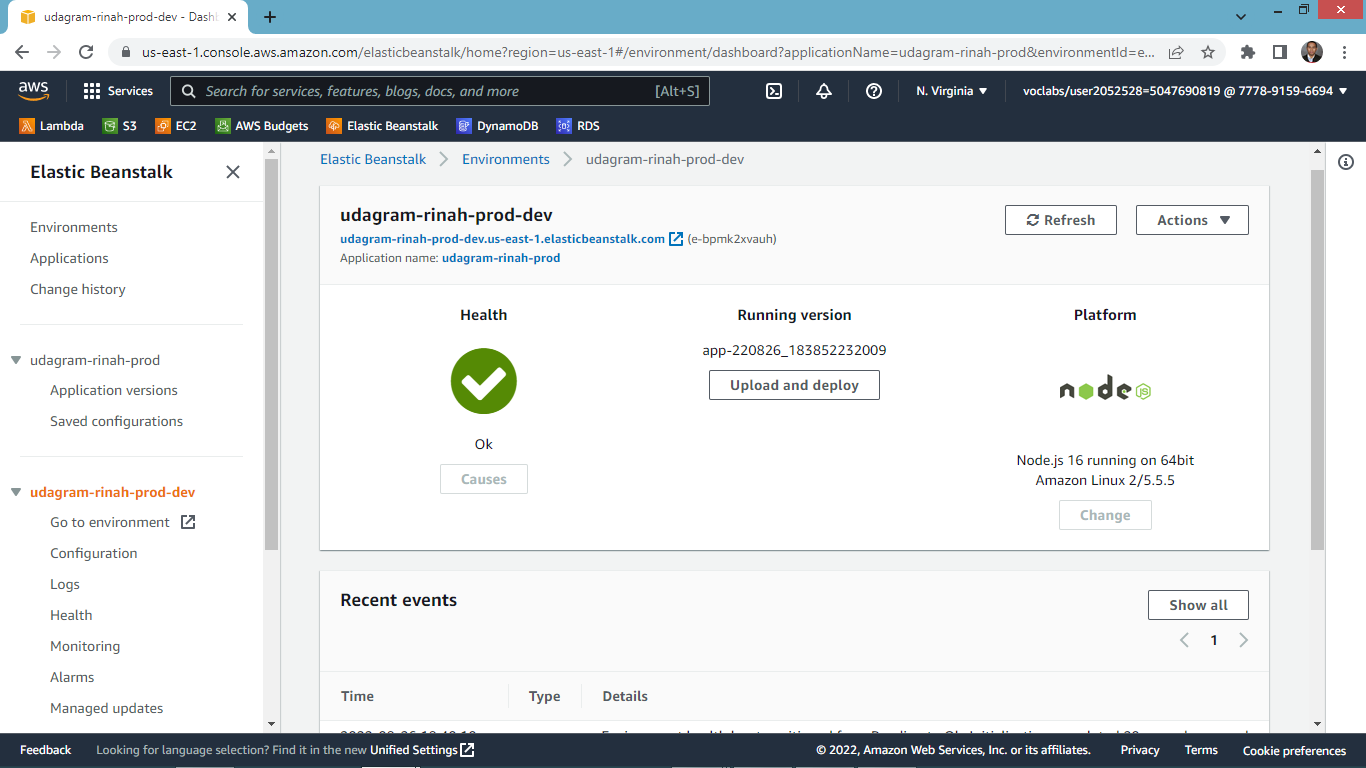 udagram-rinah-prod-dev - Dash
us-east-1.console.aws.amazon.com/elasticbeanstalk/home?region=us-east-1#/environment/dashboard?applicationName=udagram-rinah-prod&environmentId=e...
aws Services Search for services, features, blogs, docs, and more [Alt+S] N. Virginia voclabs/user2052528=5047690819 @ 7778-9159-6694
Lambda S3 EC2 AWS Budgets Elastic Beanstalk DynamoDB RDS
Elastic Beanstalk
Environments
Applications
Change history
udagram-rinah-prod
Application versions
Saved configurations
udagram-rinah-prod-dev
Go to environment
Configuration
Logs
Health
Monitoring
Alarms
Managed updates
Elastic Beanstalk Environments udagram-rinah-prod-dev
udagram-rinah-prod-dev
Refresh Actions
udagram-rinah-prod-dev.us-east-1.elasticbeanstalk.com (e-bpmk2xvauh)
Application name: udagram-rinah-prod
Health
Ok
Causes
Running version
app-220826_183852232009
Upload and deploy
Platform
node JS
Node.js 16 running on 64bit
Amazon Linux 2/5.5.5
Change
Recent events
Show all
1
Time Type Details
Feedback Looking for language selection? Find it in the new Unified Settings © 2022, Amazon Web Services, Inc. or its affiliates. Privacy Terms Cookie preferences